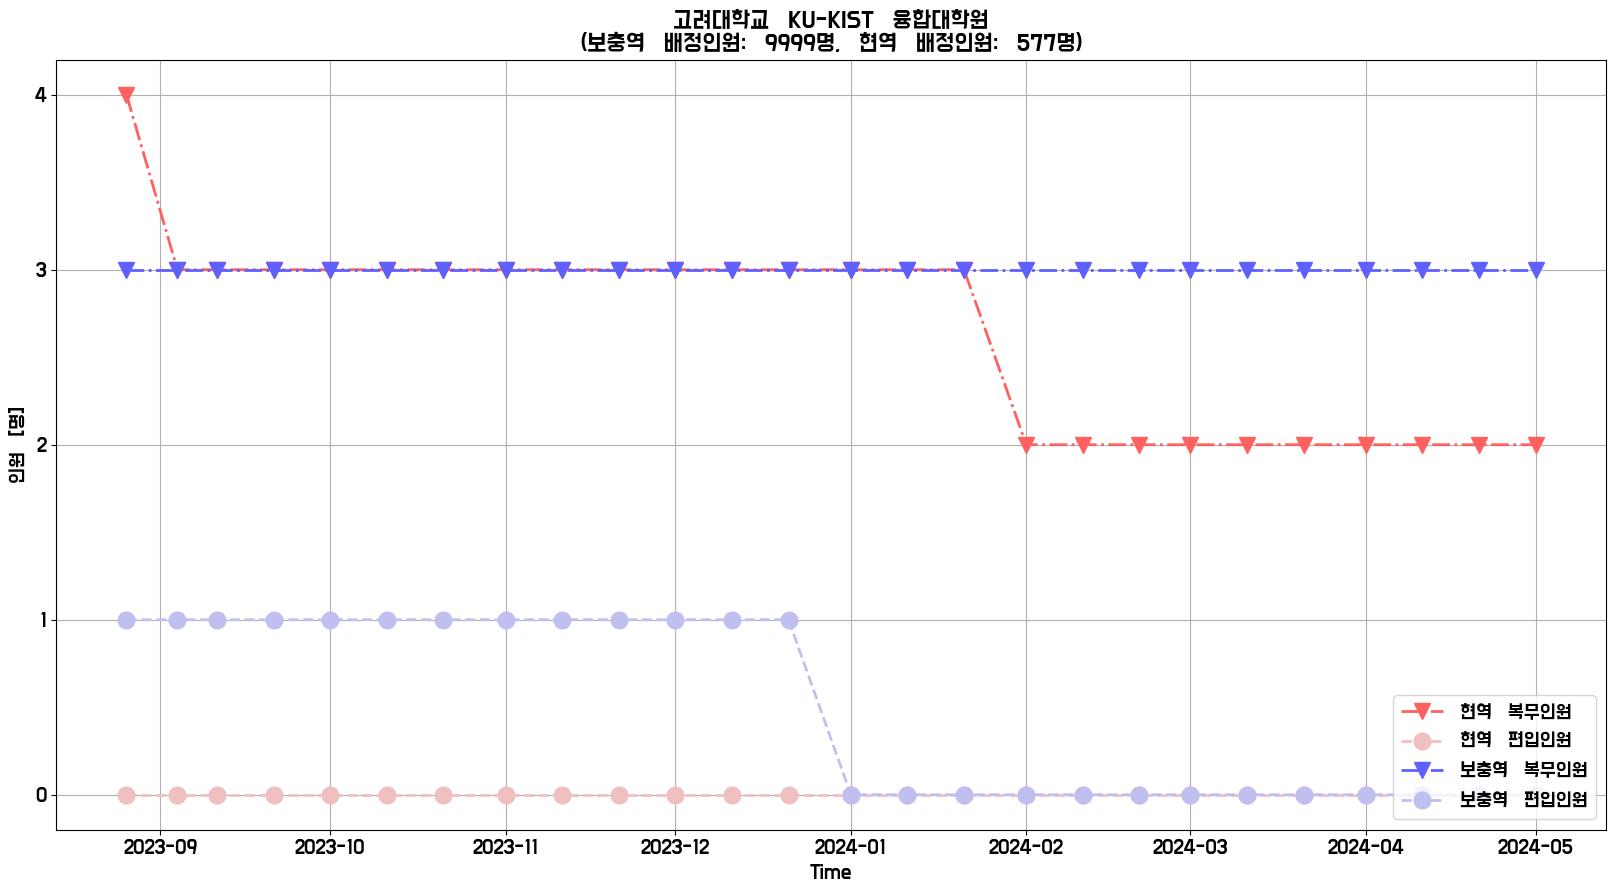 고려대학교 KU-KIST 융합대학원
(보충역 배정인원: 9999명, 현역 배정인원: 577명)
4
3
2
1
0
인원 [명]
2023-09 2023-10 2023-11 2023-12 2024-01 2024-02 2024-03 2024-04 2024-05
Time
현역 복무인원
현역 편입인원
보충역 복무인원
보충역 편입인원